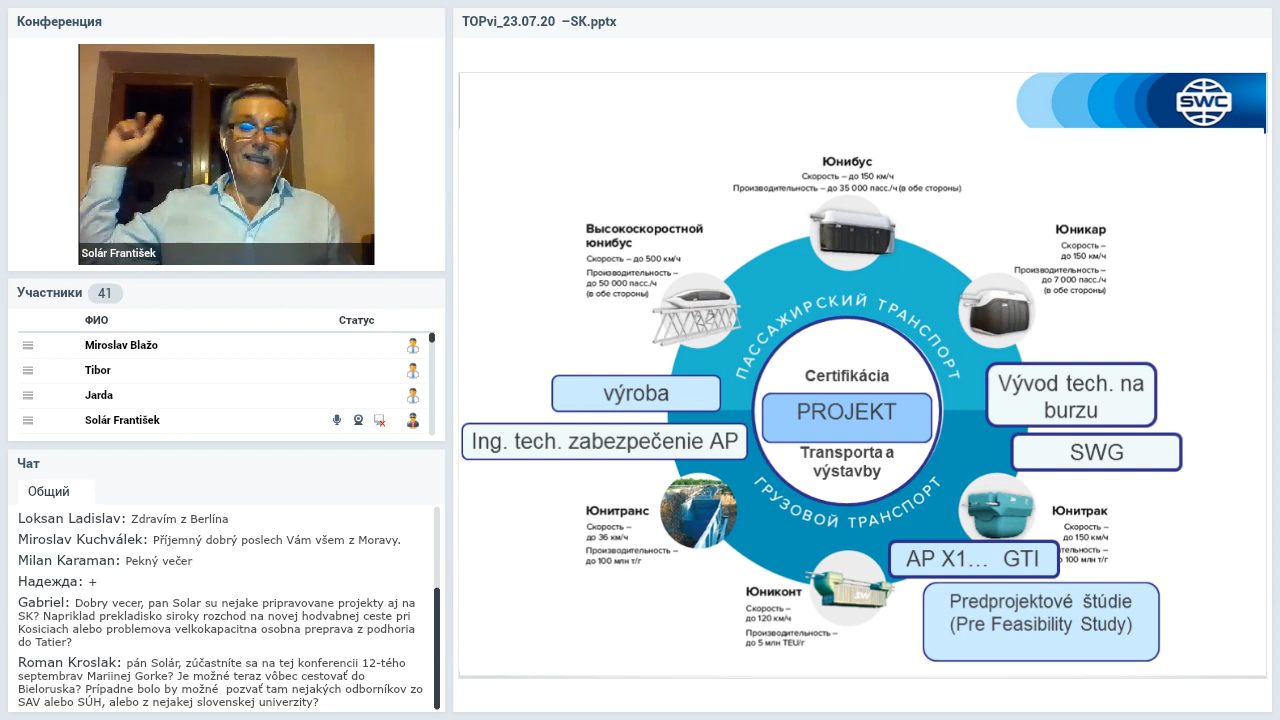 Конференция
Solár František
Участники 41
ФИО Статус
Miroslav Blažo
Tibor
Jarda
Solár František
Чат
Общий
Loksan Ladislav: Zdravím z Berlína
Miroslav Kuchválek: Příjemný dobrý poslech Vám všem z Moravy.
Milan Karaman: Pekný večer
Надежда: +
Gabriel: Dobry vecer, pan Solar su nejake pripravovane projekty aj na
SK? Napriklad prekladisko siroky rozchod na novej hodvabnej ceste pri
Kosiciach alebo problemova velkokapacitna osobna preprava z podhoria
do Tatier?
Roman Kroslak: pán Solár, zúčastníte sa na tej konferencii 12-tého
septembrav Mariinej Gorke? Je možné teraz vôbec cestovať do
Bieloruska? Prípadne bolo by možné pozvať tam nejakých odborníkov zo
SAV alebo SÚH, alebo z nejakej slovenskej univerzity?
TOPvi_23.07.20 –SK.pptx
SWC
Юнибус
Скорость – до 150 км/ч
Производительность – до 35 000 пасс./ч (в обе стороны)
Высокоскоростной
юнибус
Скорость – до 500 км/ч
Производительность –
до 50 000 пасс./ч
(в обе стороны)
Юникар
Скорость –
до 150 км/ч
Производительность –
до 7 000 пасс./ч
(в обе стороны)
ПАССАЖИРСКИЙ ТРАНСПОРТ
Certifikácia
PROJEKT
Transporta a
výstavby
výroba
Ing. tech. zabezpečenie AP
Vývod tech. na
burzu
SWG
ГРУЗОВОЙ ТРАНСПОРТ
Юнитранс
Скорость –
до 36 км/ч
Производительность –
до 100 млн т/г
Юнитрак
Скорость –
до 150 км/ч
тельность –
о 100 млн т/г
AP X1... GTI
Юниконт
Скорость –
до 120 км/ч
Производительность –
до 5 млн TEU/г
Predprojektové štúdie
(Pre Feasibility Study)